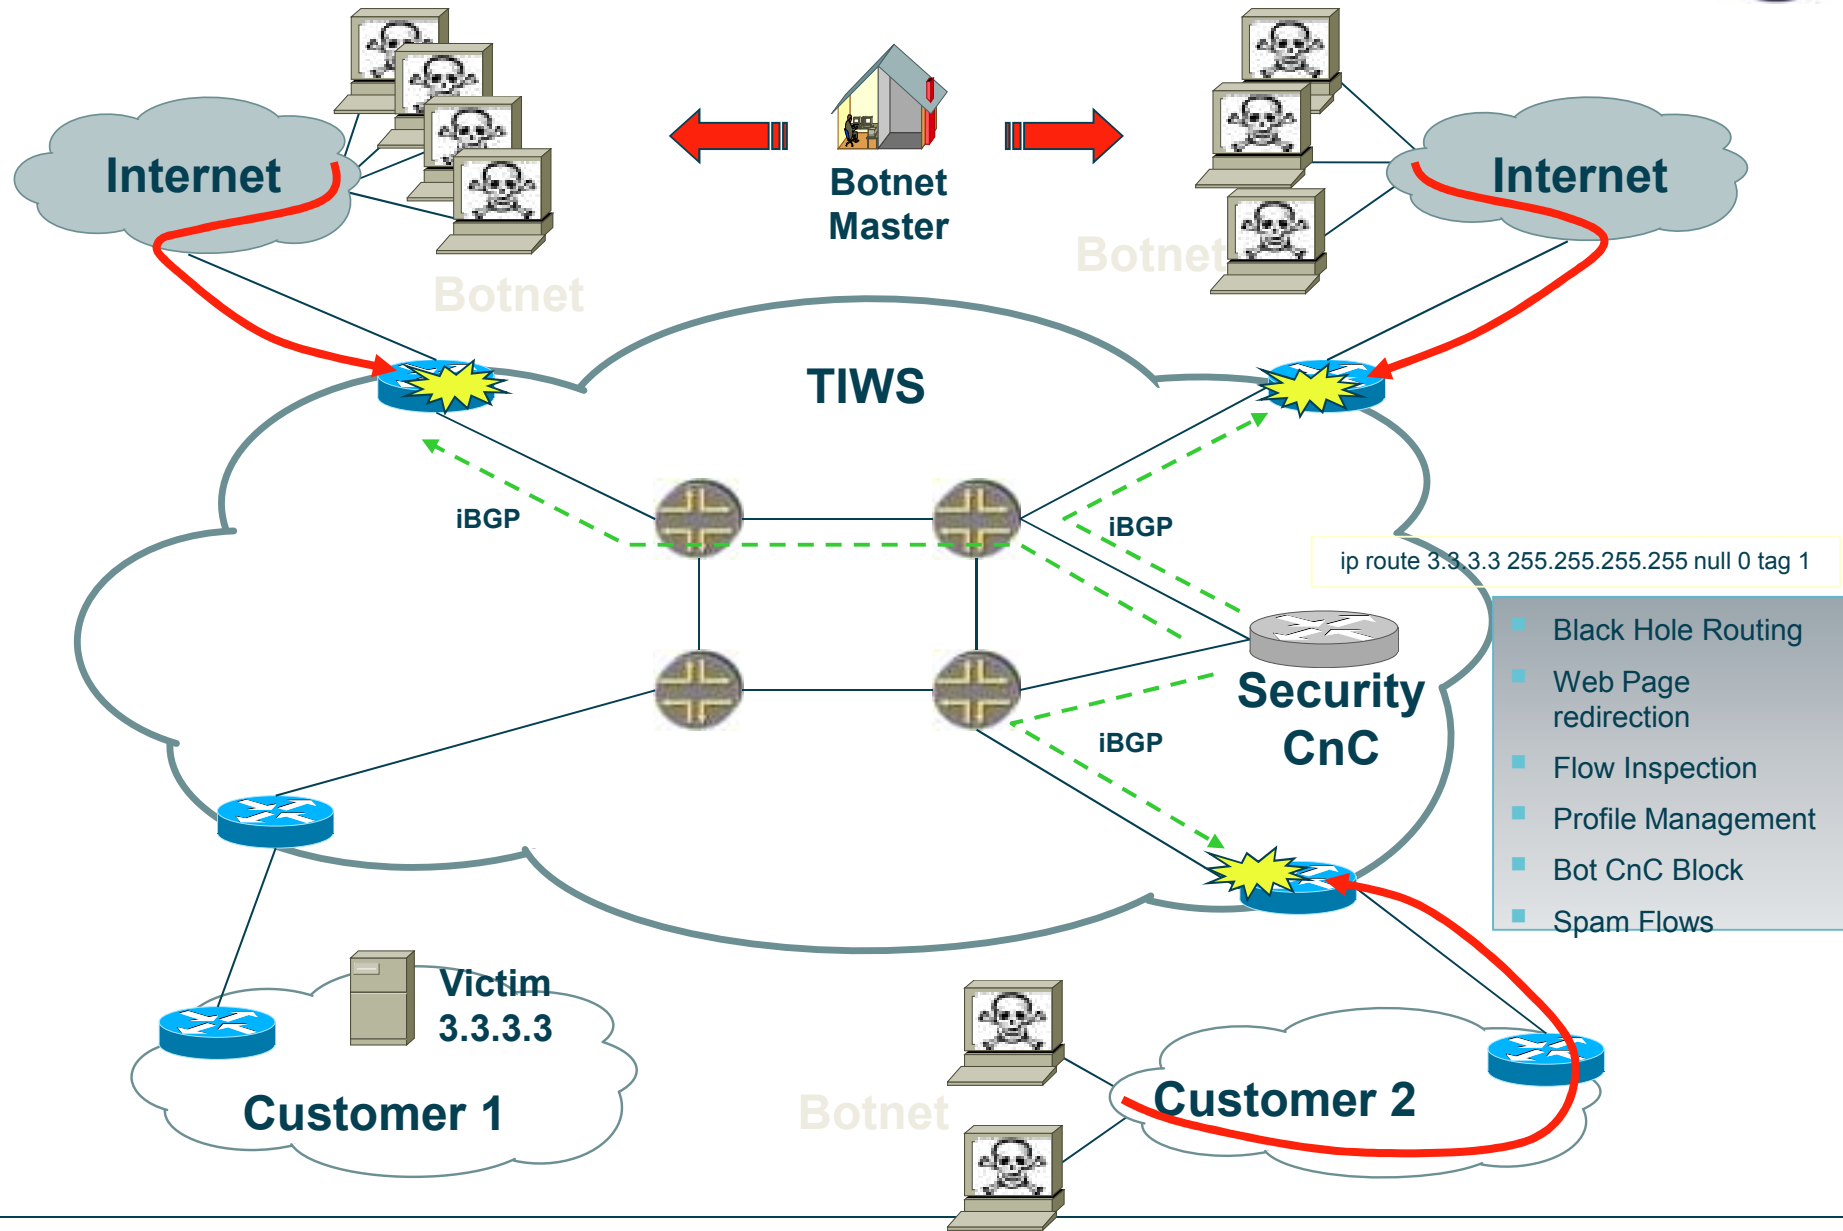 Internet
Botnet
Master
Internet
Botnet
Botnet
TIWS
iBGP
iBGP
ip route 3.3.3.3 255.255.255.255 null 0 tag 1
Security
CnC
iBGP
Black Hole Routing
Web Page
redirection
Flow Inspection
Profile Management
Bot CnC Block
Spam Flows
Victim
3.3.3.3
Customer 1
Botnet
Customer 2